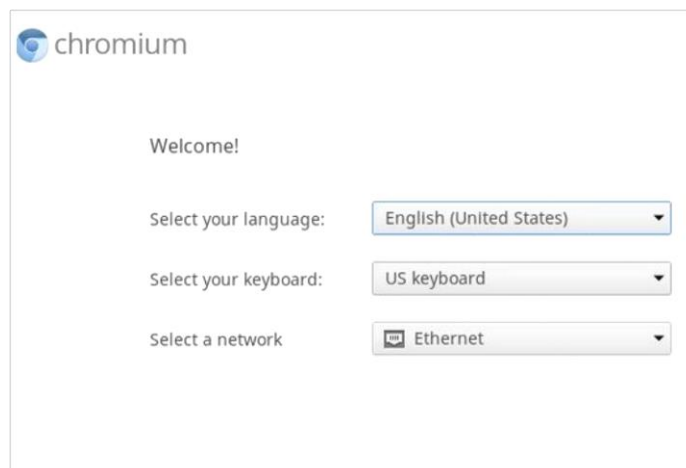 chromium
Welcome!
Select your language: English (United States)
Select your keyboard: US keyboard
Select a network Ethernet